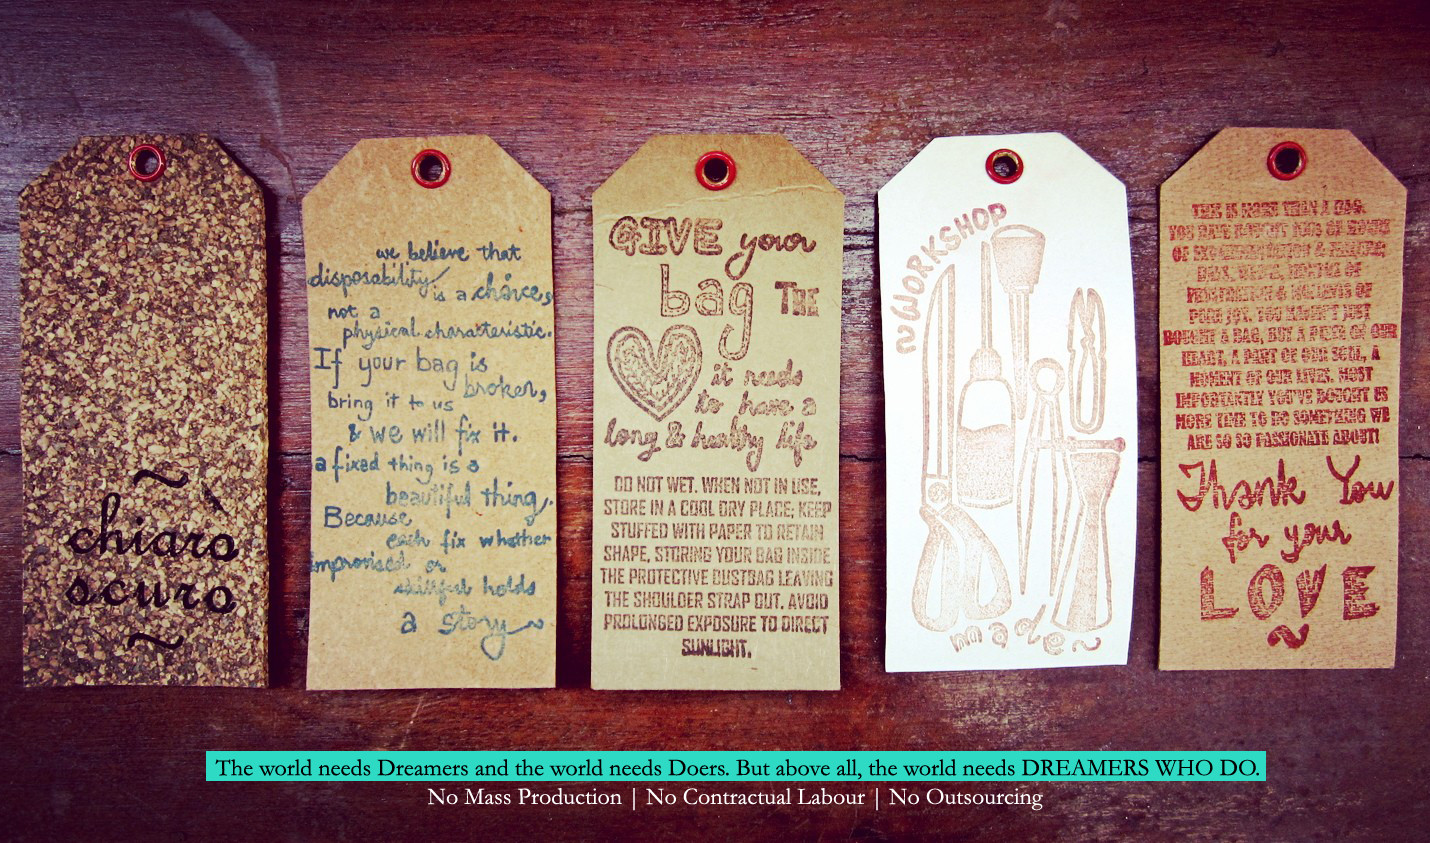 ~
chiarò
scuro
~
we believe that
disposability
is a choice,
not a
physical characteristic.
If your bag is
broken,
bring it to us
& we will fix it.
a fixed thing is a
beautiful thing,
Because
each fix whether
improvised or
skillful holds
a story~
GIVE your
bag THE
it needs
to have a
long & healthy life
DO NOT WET. WHEN NOT IN USE,
STORE IN A COOL DRY PLACE; KEEP
STUFFED WITH PAPER TO RETAIN
SHAPE, STORING YOUR BAG INSIDE
THE PROTECTIVE DUSTBAG LEAVING
THE SHOULDER STRAP OUT. AVOID
PROLONGED EXPOSURE TO DIRECT
SUNLIGHT.
~WORKSHOP
made~
THIS IS MORE THAN A BAG.
YOU HAVE BOUGHT OF HOURS
OF & FAILURE;
DAYS, WEEKS, OF
FRUSTRATION & MOMENTS OF
PURE JOY. YOU HAVEN'T JUST
BOUGHT A BAG, BUT A PIECE OF OUR
HEART, A PART OF OUR SOUL, A
MOMENT OF OUR LIVES. MOST
IMPORTANTLY YOU'VE BOUGHT US
MORE TIME TO DO SOMETHING WE
ARE SO SO PASSIONATE ABOUT!
Thank You
for your
LOVE
~
The world needs Dreamers and the world needs Doers. But above all, the world needs DREAMERS WHO DO.
No Mass Production | No Contractual Labour | No Outsourcing